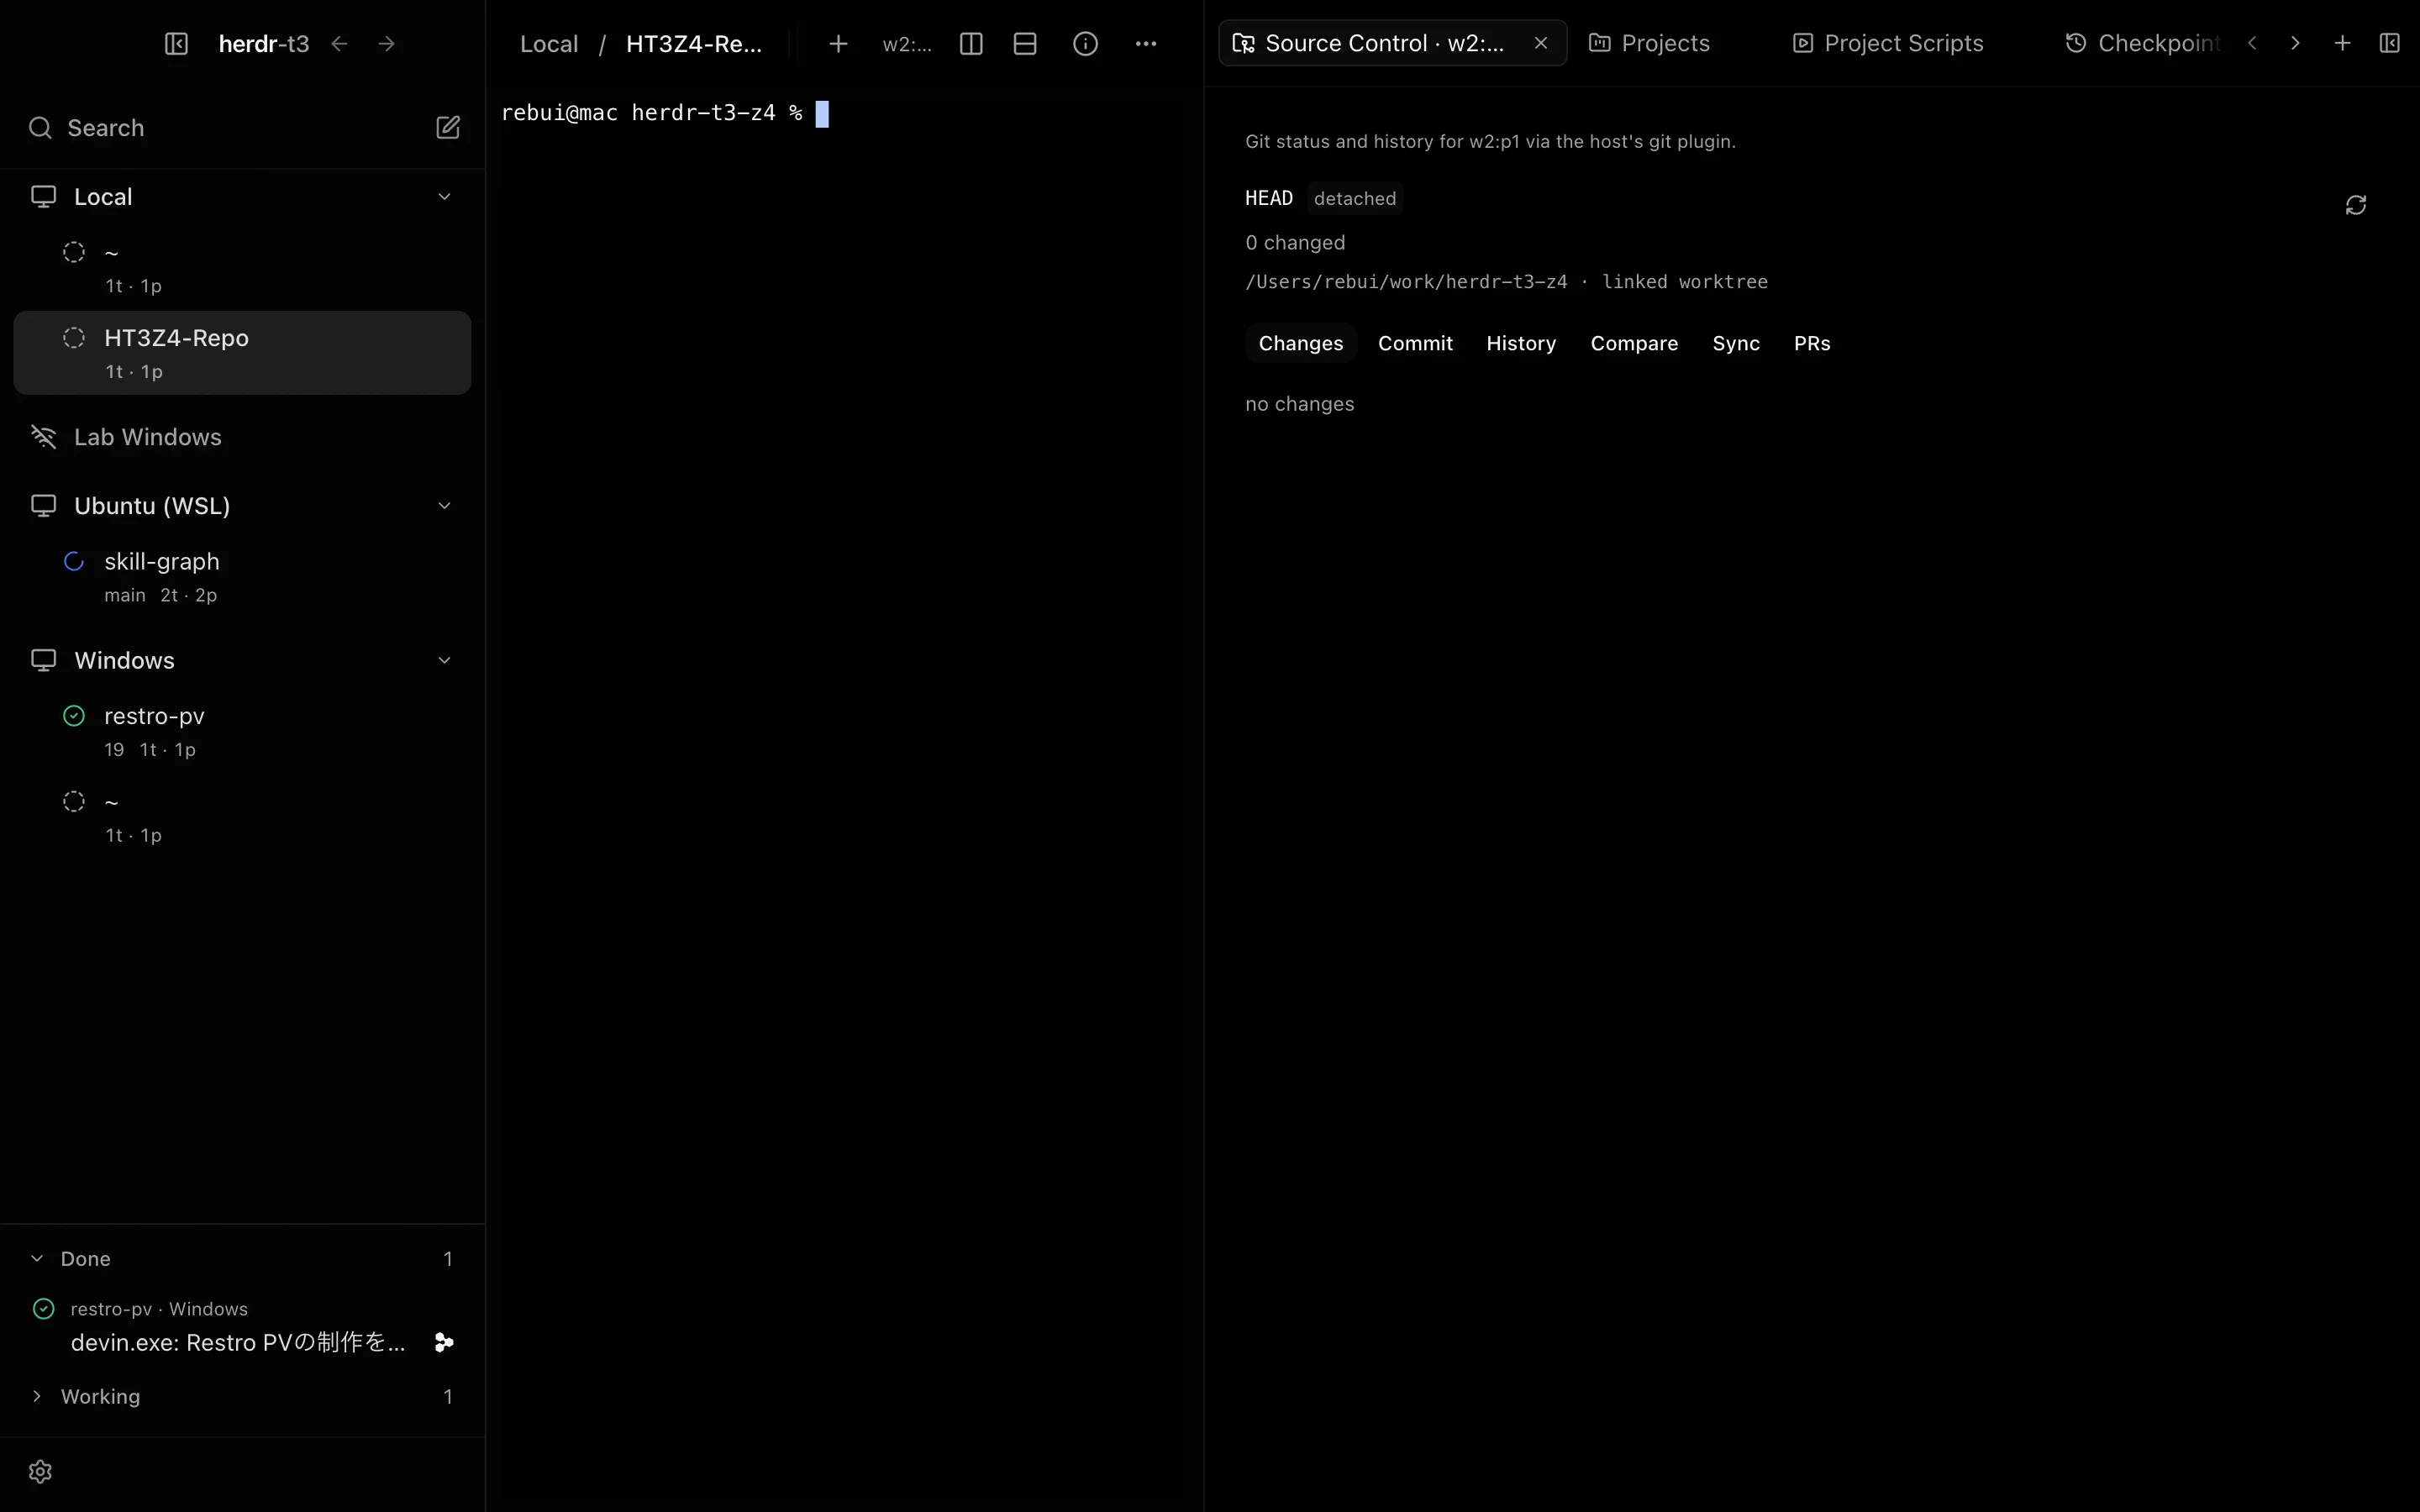 herdr-t3
Search
Local
~
1t · 1p
HT3Z4-Repo
1t · 1p
Lab Windows
Ubuntu (WSL)
skill-graph
main 2t · 2p
Windows
restro-pv
19 1t · 1p
~
1t · 1p
Done 1
restro-pv · Windows
devin.exe: Restro PVの制作を...
Working 1
Local / HT3Z4-Re... w2:...
rebui@mac herdr-t3-z4 %
Source Control · w2:... Projects Project Scripts Checkpoint
Git status and history for w2:p1 via the host's git plugin.
HEAD detached
0 changed
/Users/rebui/work/herdr-t3-z4 · linked worktree
Changes Commit History Compare Sync PRs
no changes